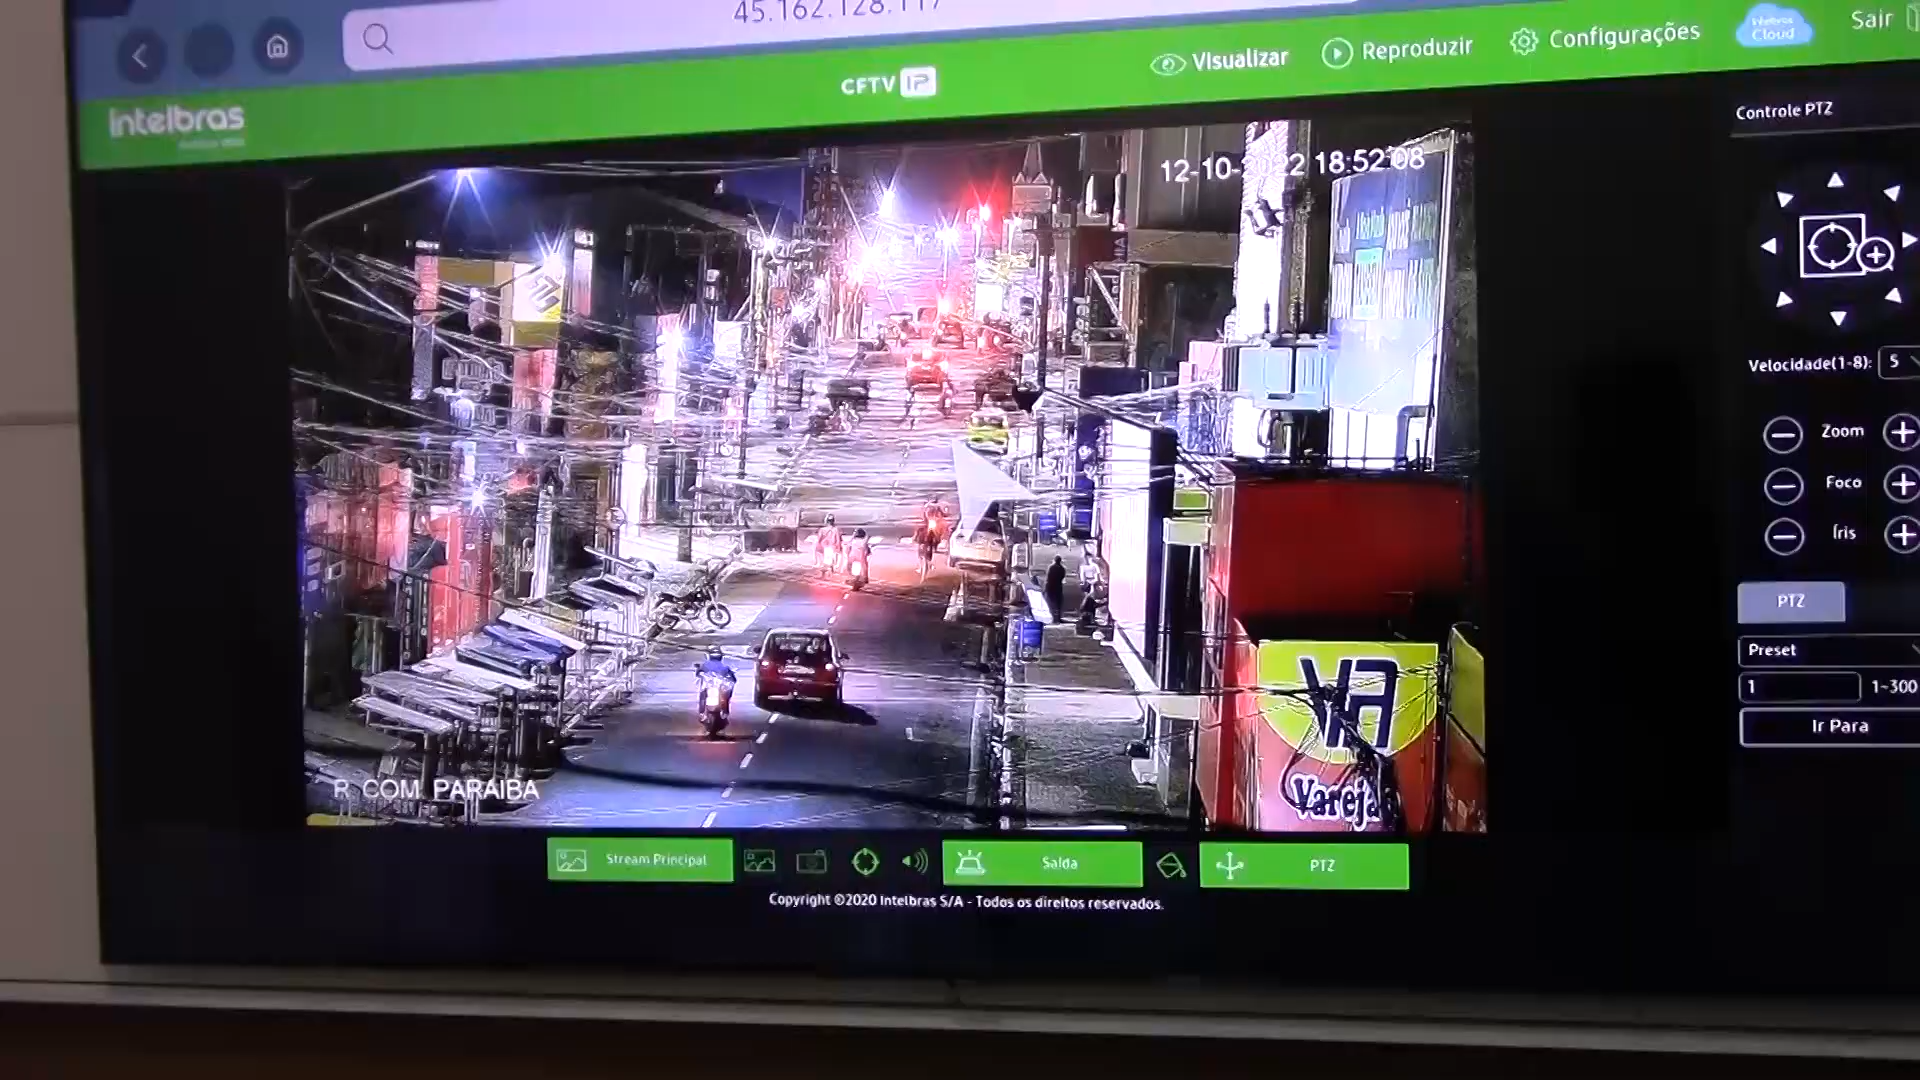 45.162.128.117
Visualizar
Reproduzir
Configurações
Intelbras Cloud
Sair
CFTV IP
intelbras
Controle PTZ
12-10-2022 18:52:08
Velocidade(1-8): 5
Zoom
Foco
Íris
PTZ
Preset
1 1~300
Ir Para
R COM PARAIBA
Varejão
Stream Principal
Saída
PTZ
Copyright ©2020 Intelbras S/A - Todos os direitos reservados.